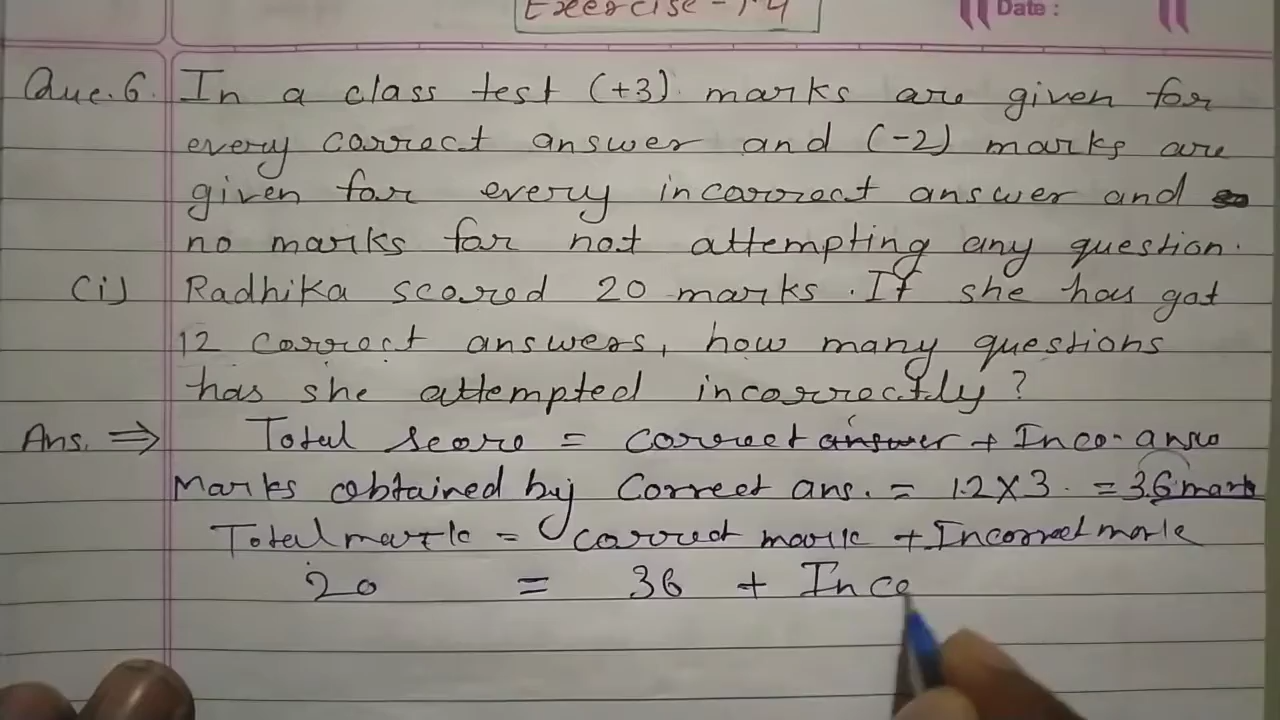 Exercise - 1.4
Date :
Que. 6. In a class test (+3) marks are given for
every correct answer and (-2) marks are
given for every incorrect answer and
no marks for not attempting any question.
(i) Radhika scored 20 marks. If she has got
12 correct answers, how many questions
has she attempted incorrectly?
Ans. ⇒ Total score = correct answer + Inco. answ
Marks obtained by correct ans. = 12 x 3 = 36 mark
Total mark = correct mark + Incorrect mark
20 = 36 + Inco